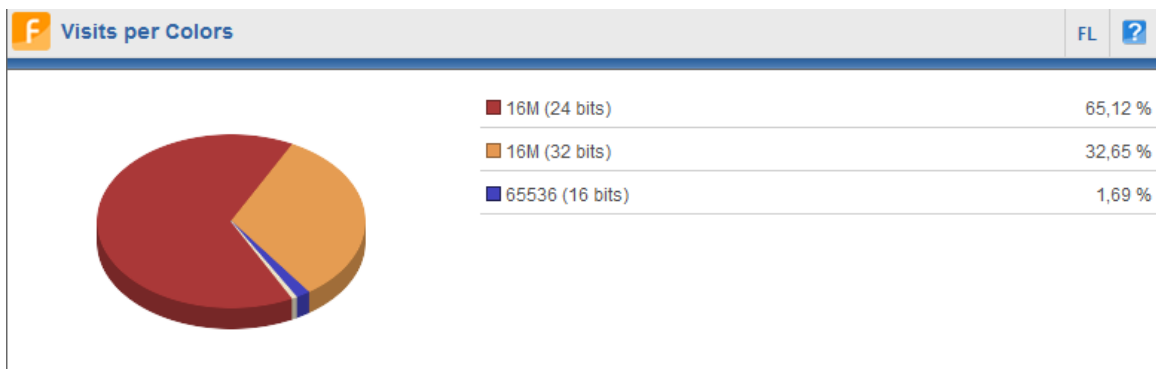 F Visits per Colors FL ?
16M (24 bits) 65,12 %
16M (32 bits) 32,65 %
65536 (16 bits) 1,69 %